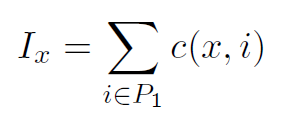 I_x = \sum_{i \in P_1} c(x, i)